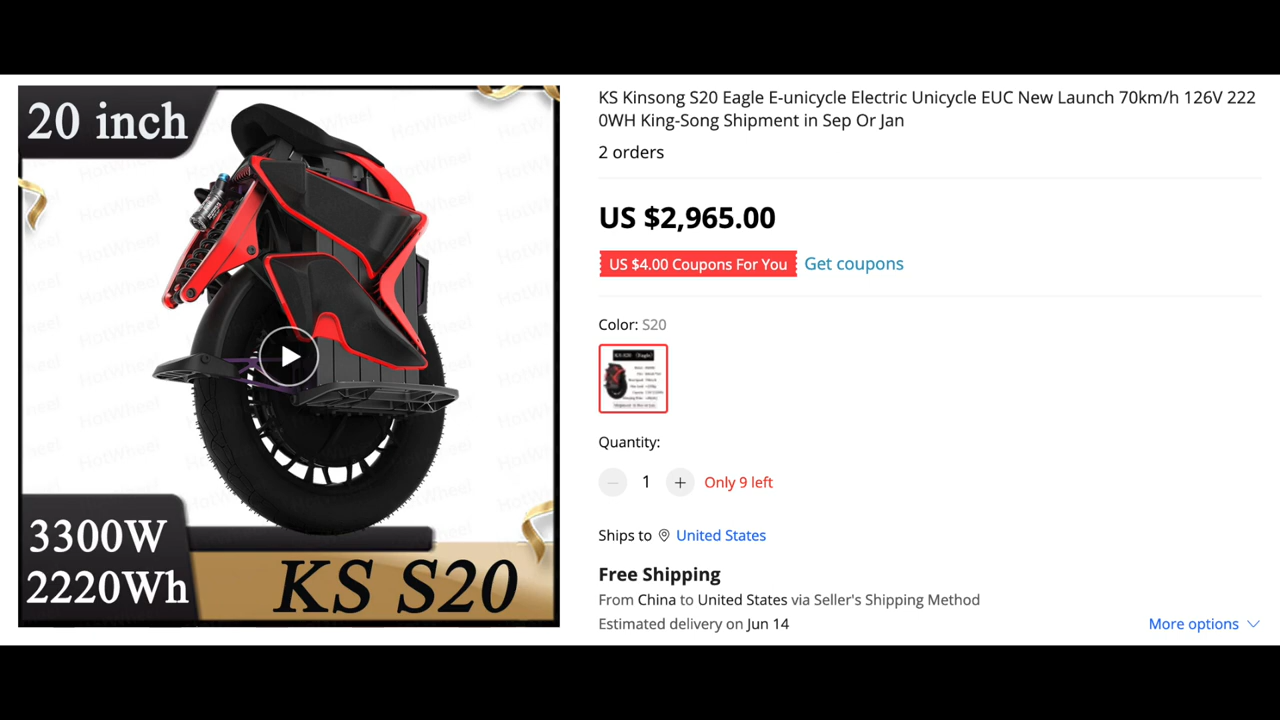 20 inch
3300W
2220Wh
KS S20
HotWheel
KS Kinsong S20 Eagle E-unicycle Electric Unicycle EUC New Launch 70km/h 126V 222
0WH King-Song Shipment in Sep Or Jan
2 orders
US $2,965.00
US $4.00 Coupons For You Get coupons
Color: S20
Quantity:
− 1 + Only 9 left
Ships to United States
Free Shipping
From China to United States via Seller's Shipping Method
Estimated delivery on Jun 14
More options